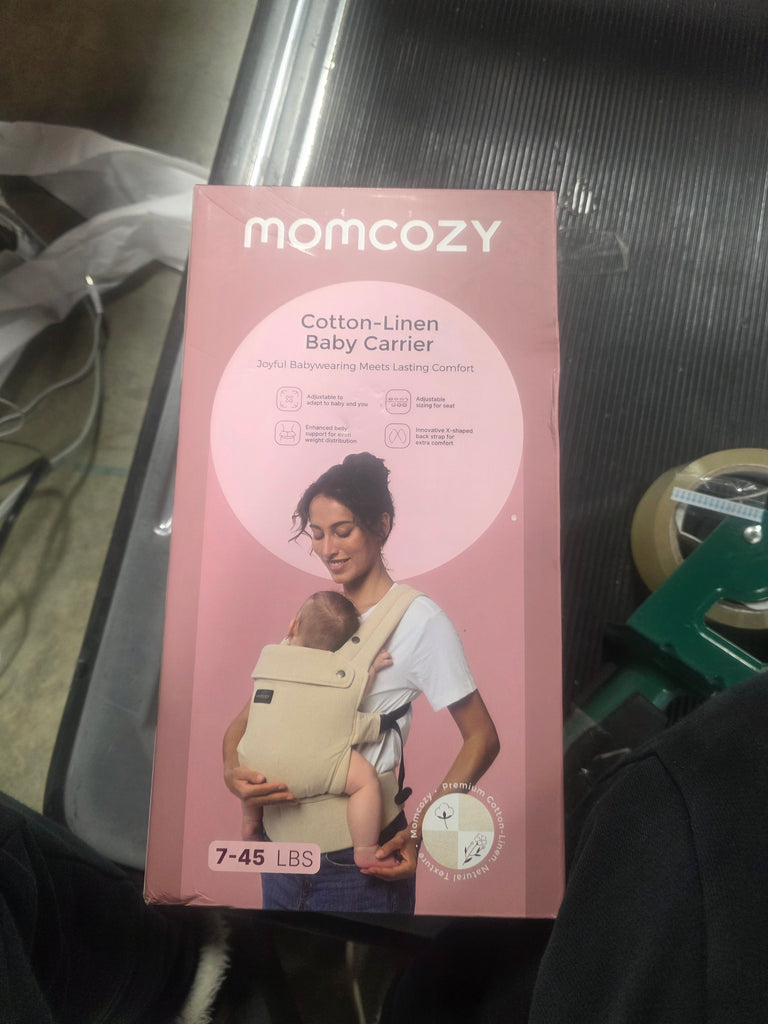 MOMCOZY
Cotton-Linen
Baby Carrier
Joyful Babywearing Meets Lasting Comfort
Adjustable to
adapt to baby and you
Adjustable
sizing for seat
Enhanced belly
support for even
weight distribution
Innovative X-shaped
back strap for
extra comfort
7-45 LBS
Momcozy · Premium Cotton-Linen, Natural Texture ·